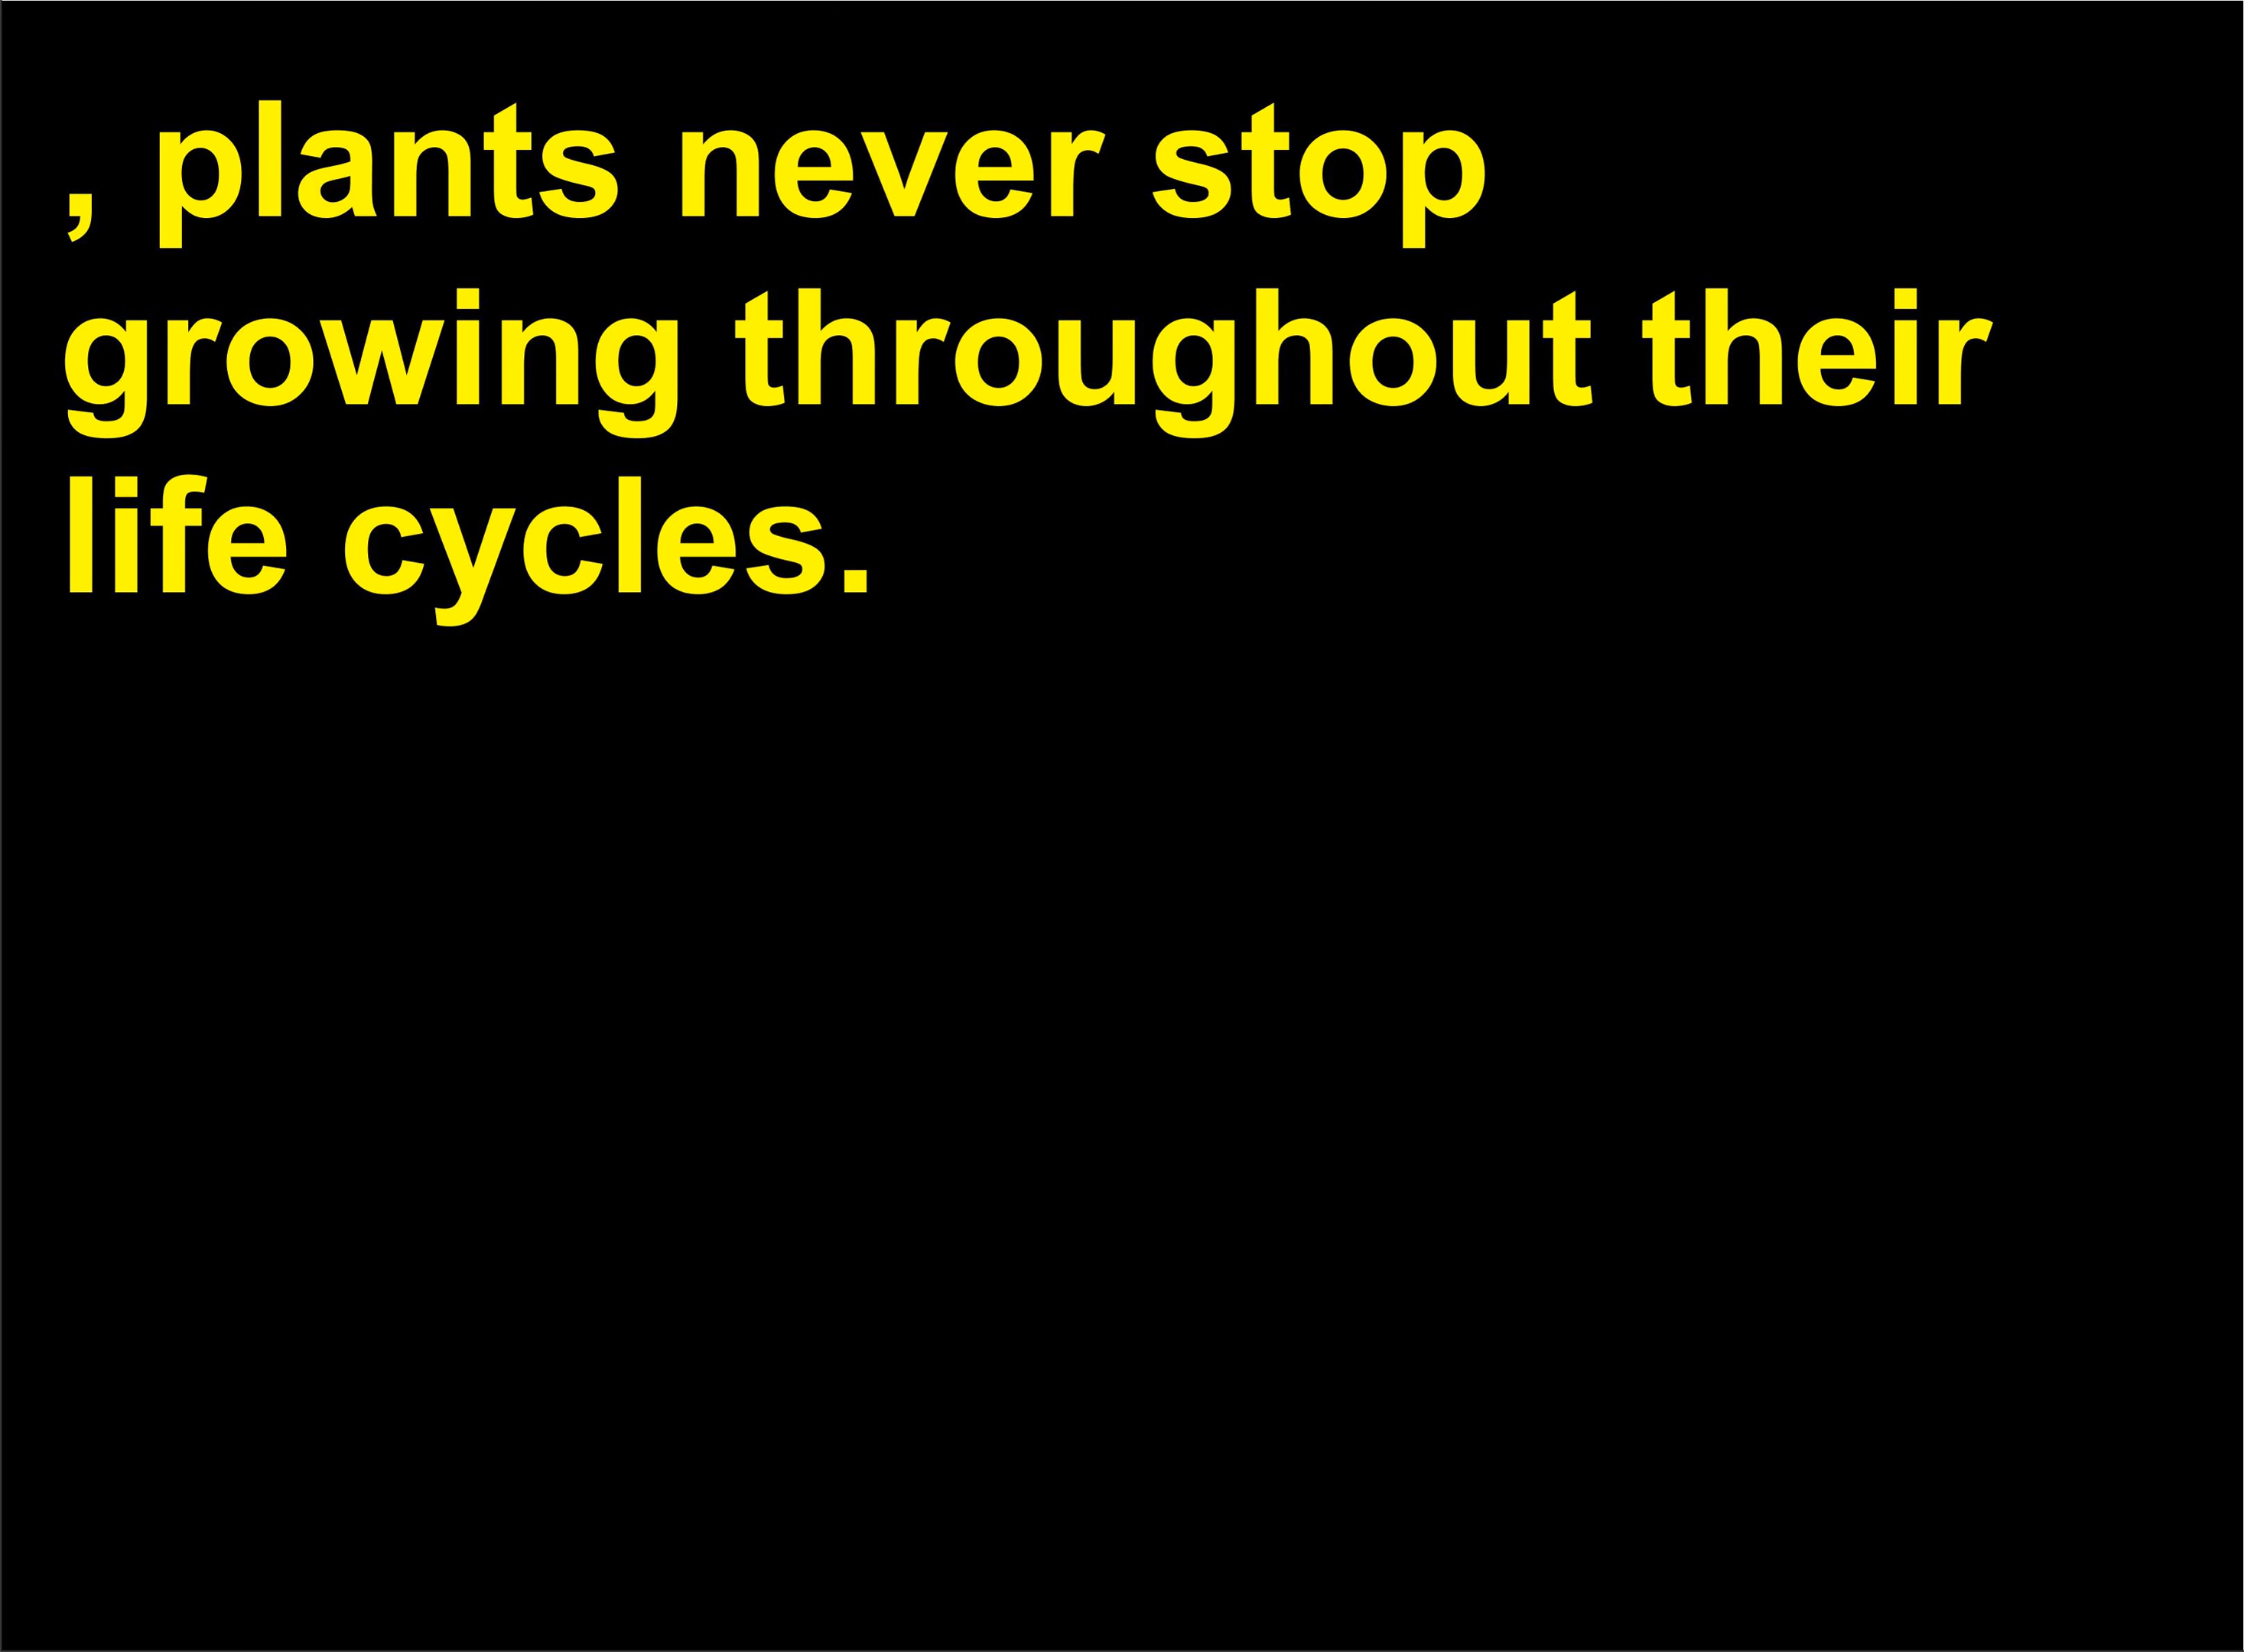 , plants never stop
growing throughout their
life cycles.